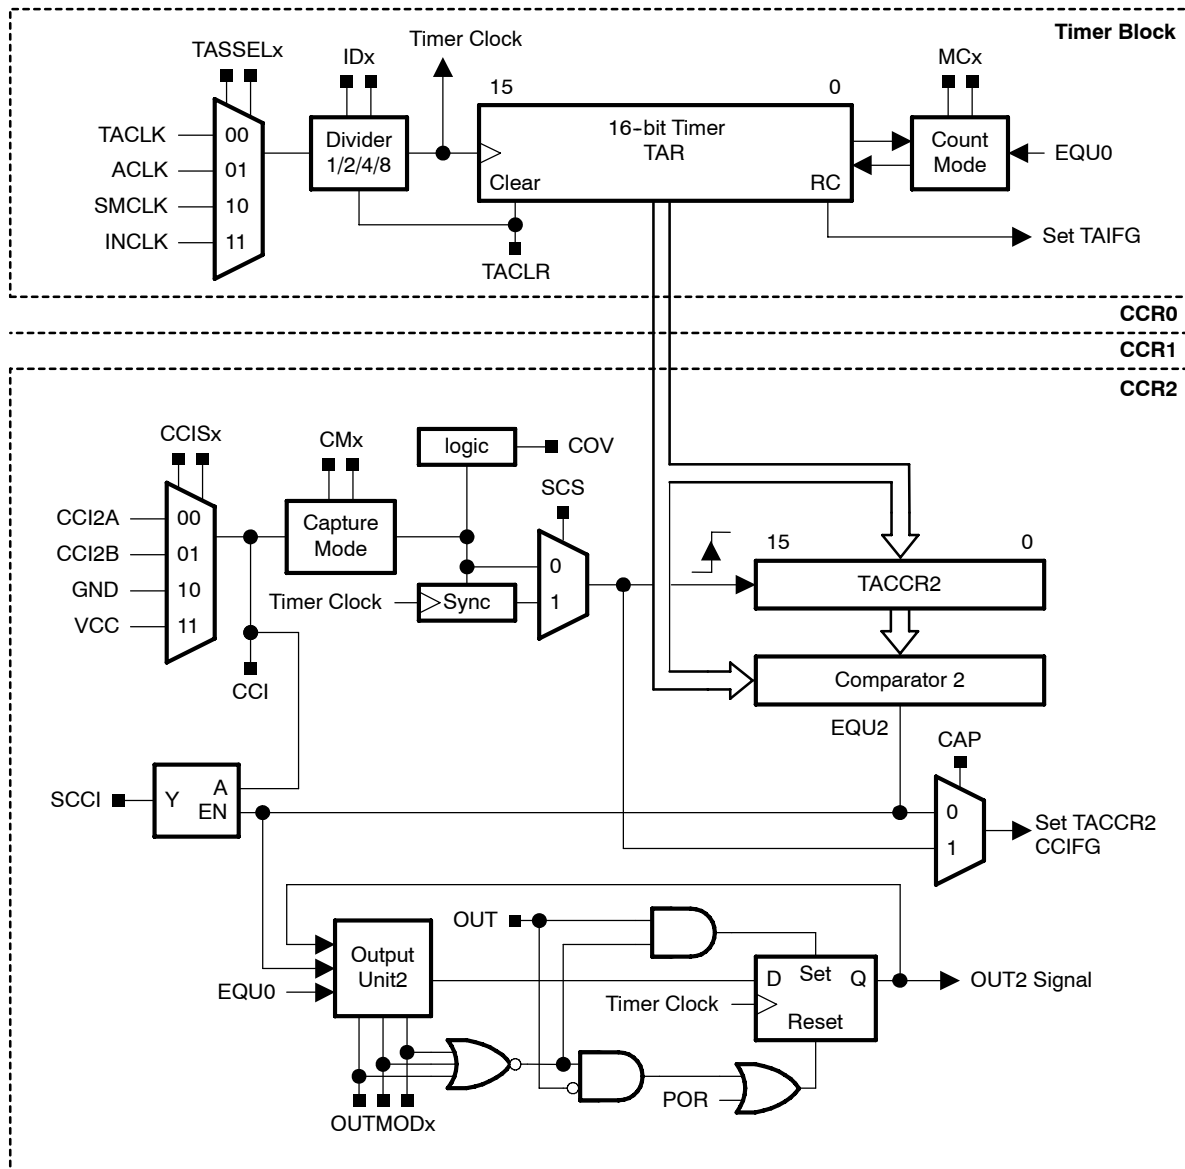 Timer Block
TASSELx
IDx
Timer Clock
15
0
MCx
TACLK
00
ACLK
01
SMCLK
10
INCLK
11
Divider
1/2/4/8
16-bit Timer
TAR
Clear
RC
Count
Mode
EQU0
Set TAIFG
TACLR
CCR0
CCR1
CCR2
CCISx
CMx
logic
COV
SCS
CCI2A
00
CCI2B
01
GND
10
VCC
11
Capture
Mode
Timer Clock
Sync
0
1
15
0
TACCR2
Comparator 2
CCI
EQU2
CAP
SCCI
Y
A
EN
0
1
Set TACCR2
CCIFG
OUT
Output
Unit2
EQU0
D
Set
Q
Timer Clock
Reset
OUT2 Signal
POR
OUTMODx